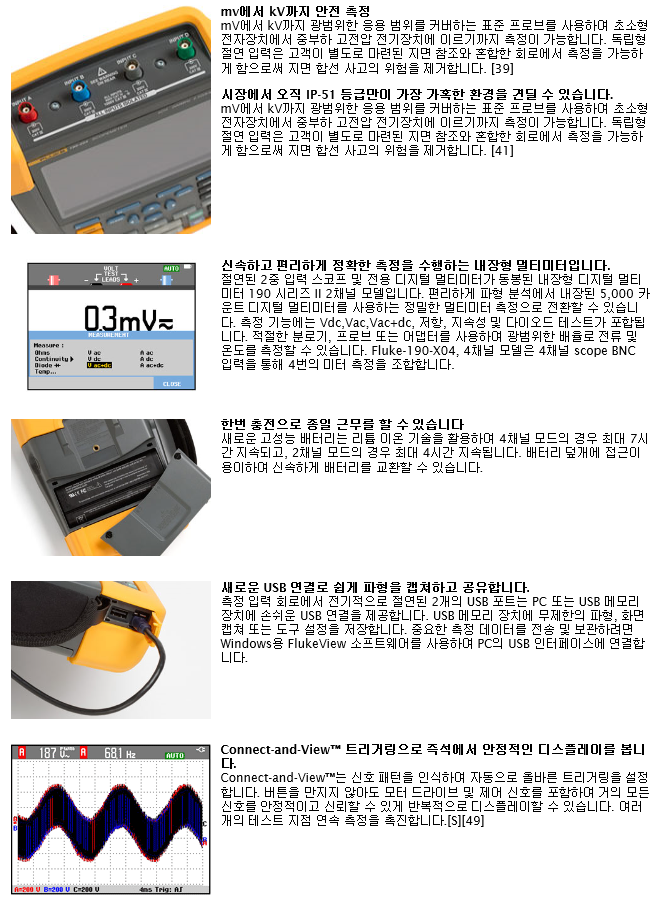 mv에서 kV까지 안전 측정
mV에서 kV까지 광범위한 응용 범위를 커버하는 표준 프로브를 사용하여 초소형
전자장치에서 중부하 고전압 전기장치에 이르기까지 측정이 가능합니다. 독립형
절연 입력은 고객이 별도로 마련된 지면 참조와 혼합한 회로에서 측정을 가능하
게 함으로써 지면 합선 사고의 위험을 제거합니다. [39]
시장에서 오직 IP-51 등급만이 가장 가혹한 환경을 견딜 수 있습니다.
mV에서 kV까지 광범위한 응용 범위를 커버하는 표준 프로브를 사용하여 초소형
전자장치에서 중부하 고전압 전기장치에 이르기까지 측정이 가능합니다. 독립형
절연 입력은 고객이 별도로 마련된 지면 참조와 혼합한 회로에서 측정을 가능하
게 함으로써 지면 합선 사고의 위험을 제거합니다. [41]
INPUT A
INPUT B
INPUT C
INPUT D
ALL INPUTS ISOLATED
신속하고 편리하게 정확한 측정을 수행하는 내장형 멀티미터입니다.
절연된 2중 입력 스코프 및 전용 디지털 멀티미터가 동봉된 내장형 디지털 멀티
미터 190 시리즈 II 2채널 모델입니다. 편리하게 파형 분석에서 내장된 5,000 카
운트 디지털 멀티미터를 사용하는 정밀한 멀티미터 측정으로 전환할 수 있습니
다. 측정 기능에는 Vdc,Vac,Vac+dc, 저항, 지속성 및 다이오드 테스트가 포함됩
니다. 적절한 분로기, 프로브 또는 어댑터를 사용하여 광범위한 배율로 전류 및
온도를 측정할 수 있습니다. Fluke-190-X04, 4채널 모델은 4채널 scope BNC
입력을 통해 4번의 미터 측정을 조합합니다.
VOLT
TEST
LEADS
AUTO
0.3mV
MEASUREMENT
Measure :
Ohms V ac A ac
Continuity V dc A dc
Diode V ac+dc A ac+dc
Temp...
CLOSE
한번 충전으로 종일 근무를 할 수 있습니다
새로운 고성능 배터리는 리튬 이온 기술을 활용하여 4채널 모드의 경우 최대 7시
간 지속되고, 2채널 모드의 경우 최대 4시간 지속됩니다. 배터리 덮개에 접근이
용이하여 신속하게 배터리를 교환할 수 있습니다.
새로운 USB 연결로 쉽게 파형을 캡쳐하고 공유합니다.
측정 입력 회로에서 전기적으로 절연된 2개의 USB 포트는 PC 또는 USB 메모리
장치에 손쉬운 USB 연결을 제공합니다. USB 메모리 장치에 무제한의 파형, 화면
캡쳐 또는 도구 설정을 저장합니다. 중요한 측정 데이터를 전송 및 보관하려면
Windows용 FlukeView 소프트웨어를 사용하여 PC의 USB 인터페이스에 연결합
니다.
Connect-and-View™ 트리거링으로 즉석에서 안정적인 디스플레이를 봅니
다.
Connect-and-View™는 신호 패턴을 인식하여 자동으로 올바른 트리거링을 설정
합니다. 버튼을 만지지 않아도 모터 드라이브 및 제어 신호를 포함하여 거의 모든
신호를 안정적이고 신뢰할 수 있게 반복적으로 디스플레이할 수 있습니다. 여러
개의 테스트 지점 연속 측정을 촉진합니다.[S][49]
A 187 V A 68.1 Hz
AUTO
A=200 V B=200 V C=200 V 4ms Trig: A